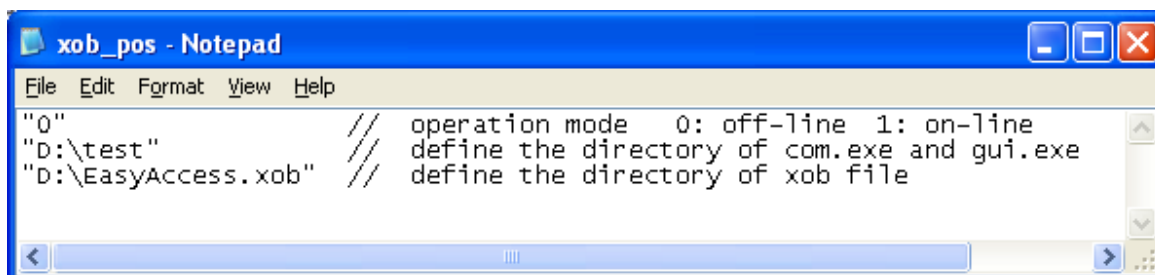 xob_pos - Notepad
File Edit Format View Help
"0" // operation mode 0: off-line 1: on-line
"D:\test" // define the directory of com.exe and gui.exe
"D:\EasyAccess.xob" // define the directory of xob file